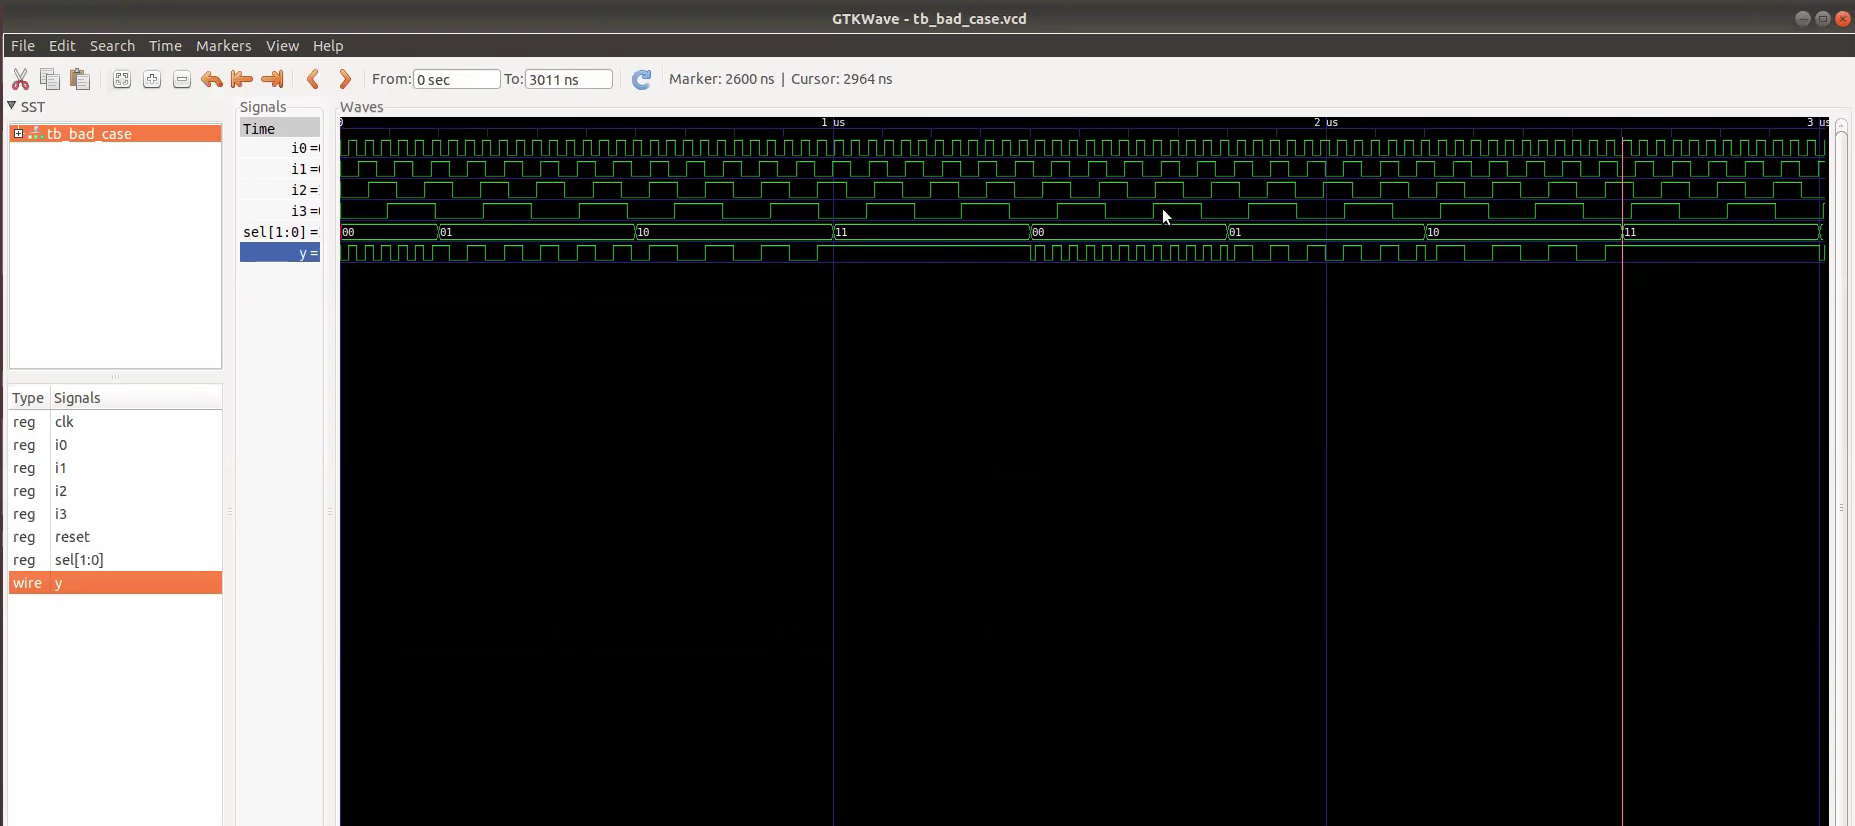 GTKWave - tb_bad_case.vcd
File Edit Search Time Markers View Help
From: 0 sec To: 3011 ns Marker: 2600 ns | Cursor: 2964 ns
SST
tb_bad_case
Type Signals
reg clk
reg i0
reg i1
reg i2
reg i3
reg reset
reg sel[1:0]
wire y
Signals
Time
i0 =
i1 =
i2 =
i3 =
sel[1:0] =
y =
Waves
0 1 us 2 us 3 us
00 01 10 11 00 01 10 11